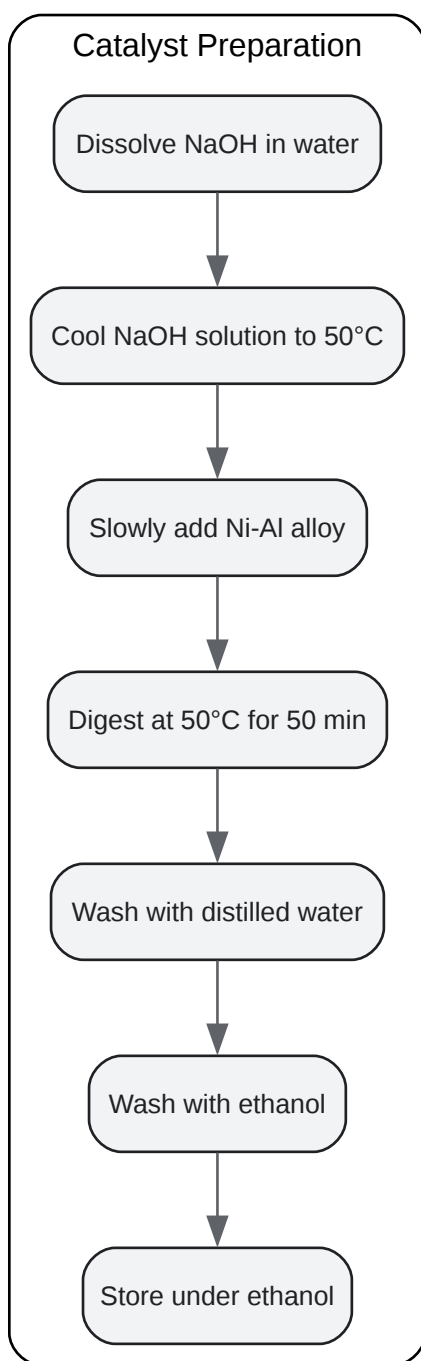 Catalyst Preparation
Dissolve NaOH in water
Cool NaOH solution to 50°C
Slowly add Ni-Al alloy
Digest at 50°C for 50 min
Wash with distilled water
Wash with ethanol
Store under ethanol